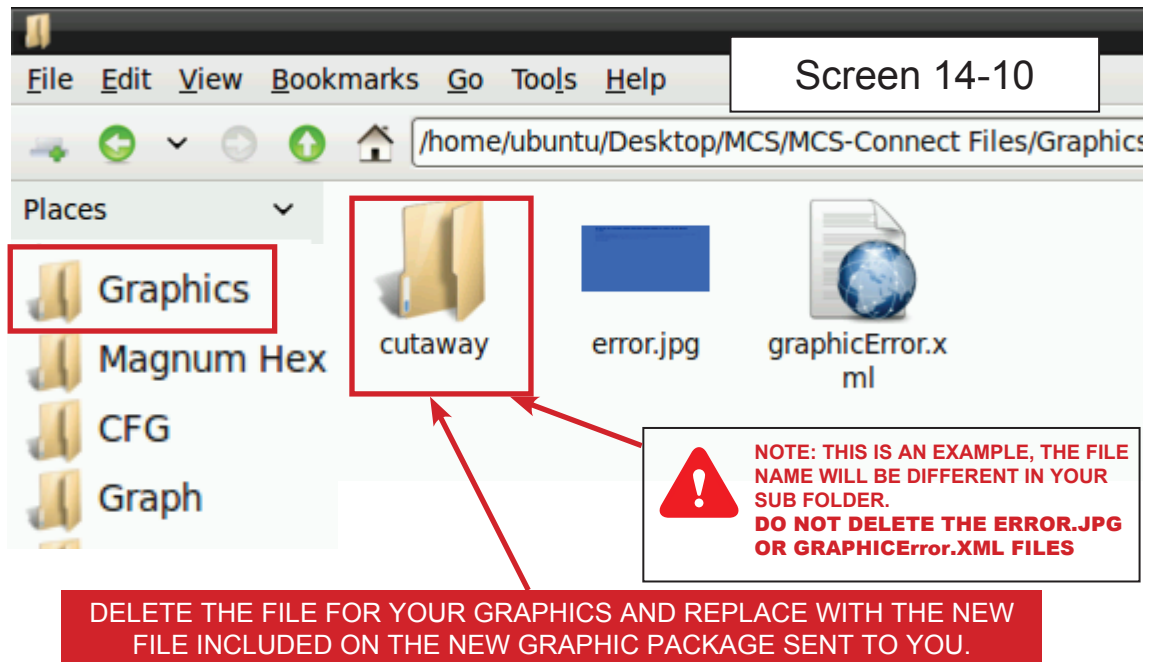 Screen 14-10
File Edit View Bookmarks Go Tools Help
/home/ubuntu/Desktop/MCS/MCS-Connect Files/Graphics
Places
Graphics
Magnum Hex
CFG
Graph
cutaway
error.jpg
graphicError.x
ml
NOTE: THIS IS AN EXAMPLE, THE FILE
NAME WILL BE DIFFERENT IN YOUR
SUB FOLDER.
DO NOT DELETE THE ERROR.JPG
OR GRAPHICError.XML FILES
DELETE THE FILE FOR YOUR GRAPHICS AND REPLACE WITH THE NEW
FILE INCLUDED ON THE NEW GRAPHIC PACKAGE SENT TO YOU.